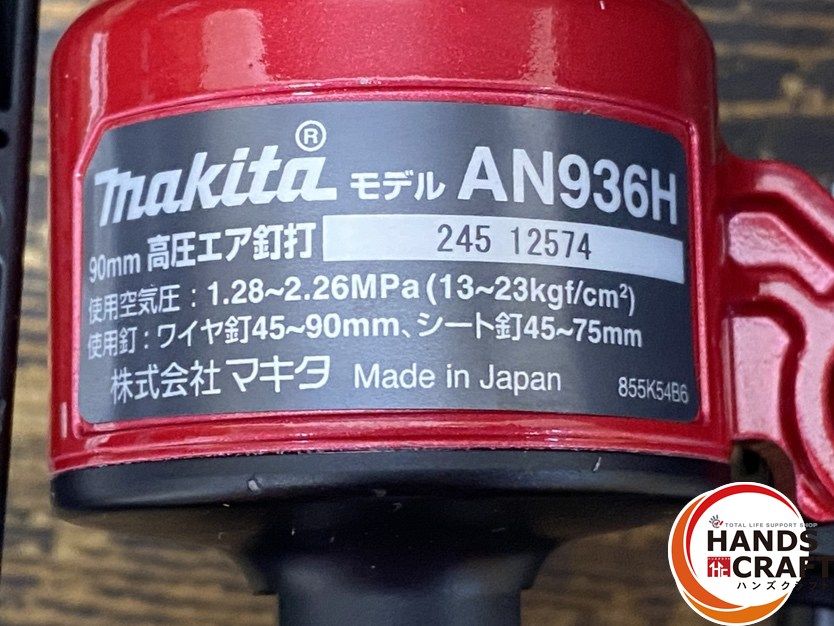 makita® モデル AN936H
90mm 高圧エア釘打 245 12574
使用空気圧：1.28~2.26MPa(13~23kgf/cm²)
使用釘：ワイヤ釘45~90mm、シート釘45~75mm
株式会社マキタ Made in Japan 855K54B6
TOTAL LIFE SUPPORT SHOP
HANDS
CRAFT
ハンズクラフト